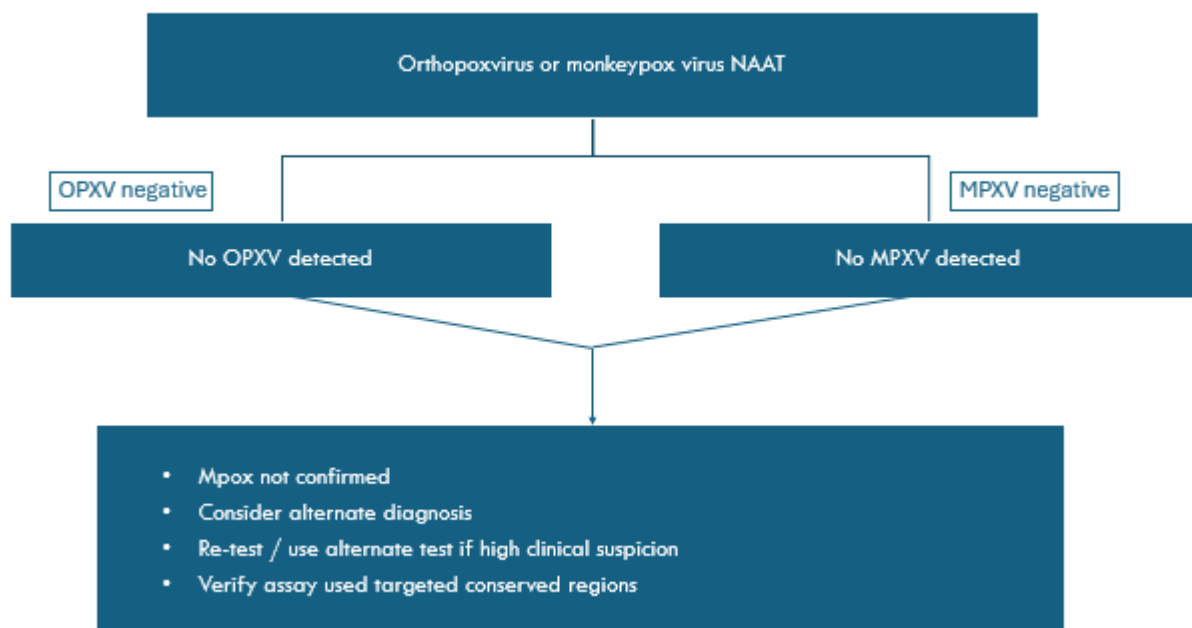 Orthopoxvirus or monkeypox virus NAAT
OPXV negative
MPXV negative
No OPXV detected
No MPXV detected
• Mpox not confirmed
• Consider alternate diagnosis
• Re-test / use alternate test if high clinical suspicion
• Verify assay used targeted conserved regions